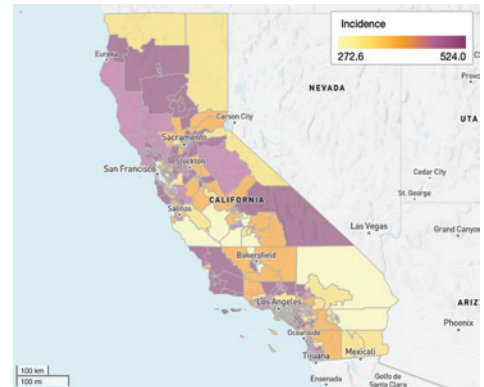 Incidence
272.6 524.0
Eureka
NEVADA
Provo
UTA
Carson City
Sacramento
Stockton
San Francisco
Cedar City
St. George
CALIFORNIA
Salinas
Las Vegas
Grand Canyon
Bakersfield
ARIZ
Los Angeles
Phoenix
Oceanside
Tijuana
Mexicali
100 km
100 mi
Ensenada
Golfo de
Santa Clara